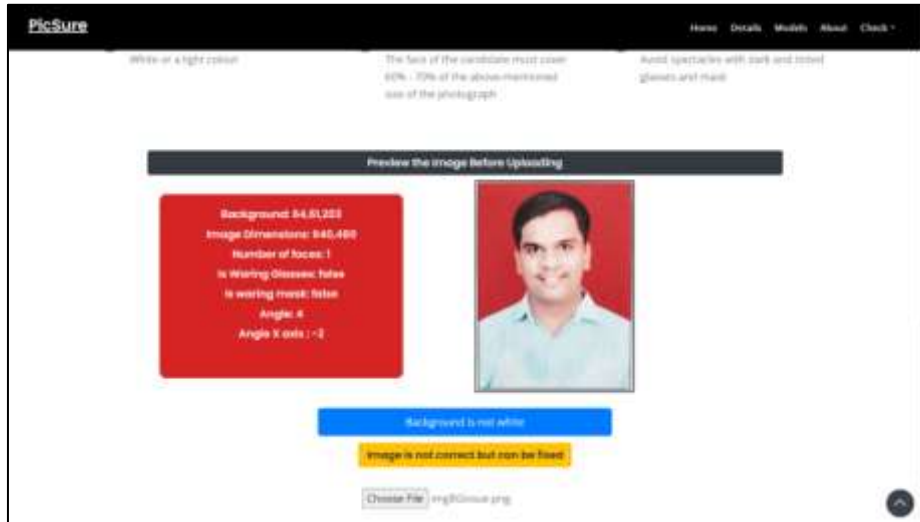 PicSure
Home Details Models About Check
White or a light colour
The face of the candidate must cover
60% - 70% of the above-mentioned
size of the photograph
Avoid spectacles with dark and tinted
glasses and mask
Preview the Image Before Uploading
Background:
Image Dimensions: 640,480
Number of faces: 1
Is Waring Glasses: false
Is waring mask: false
Angle: 4
Angle X axis :
Background is not white
Image is not correct but can be fixed
Choose File